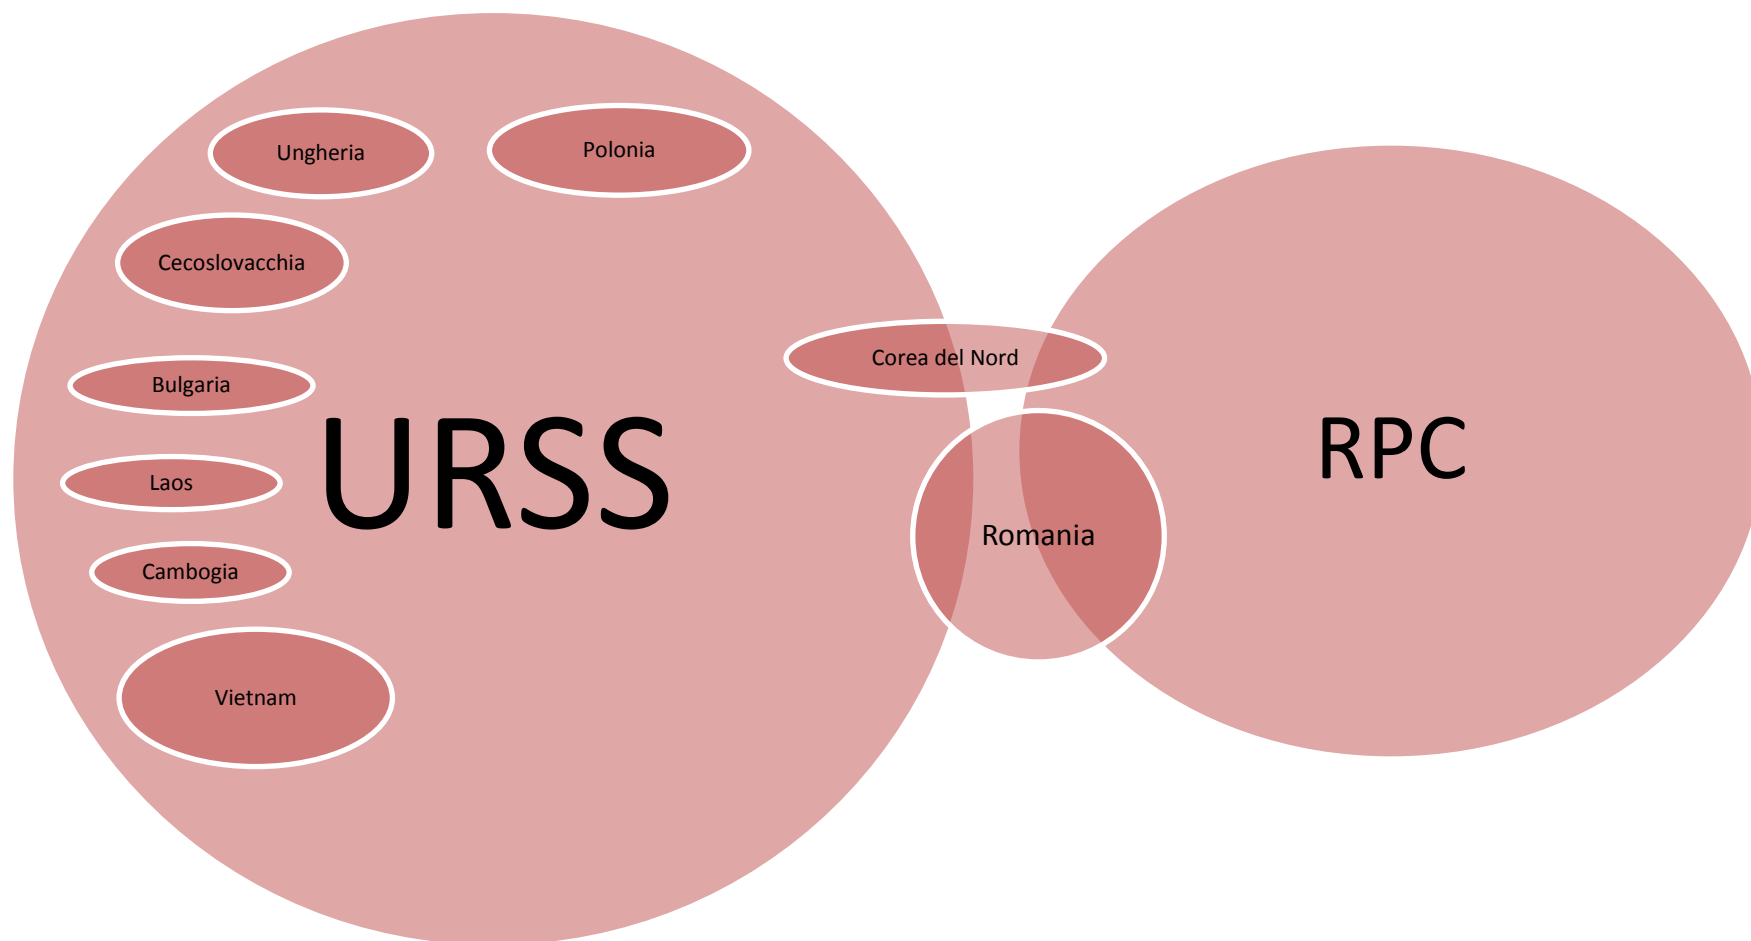 Ungheria
Polonia
Cecoslovacchia
Corea del Nord
Bulgaria
URSS
RPC
Laos
Romania
Cambogia
Vietnam